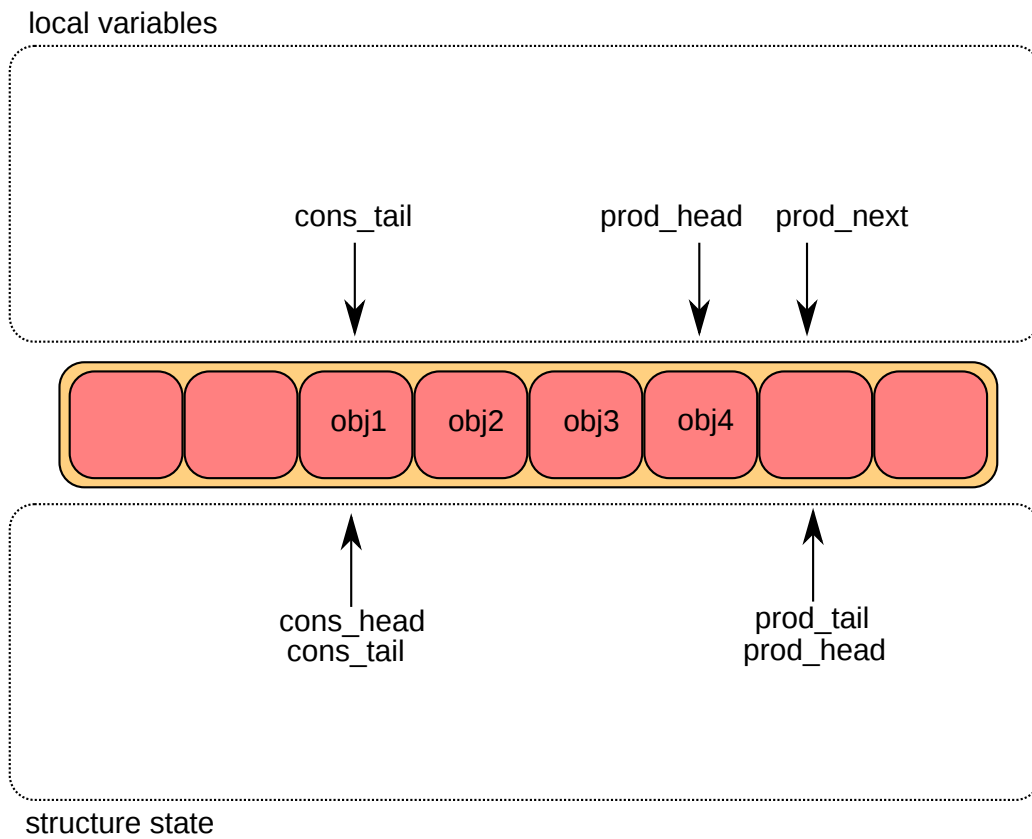 local variables
cons_tail prod_head prod_next
obj1 obj2 obj3 obj4
cons_head
cons_tail
prod_tail
prod_head
structure state